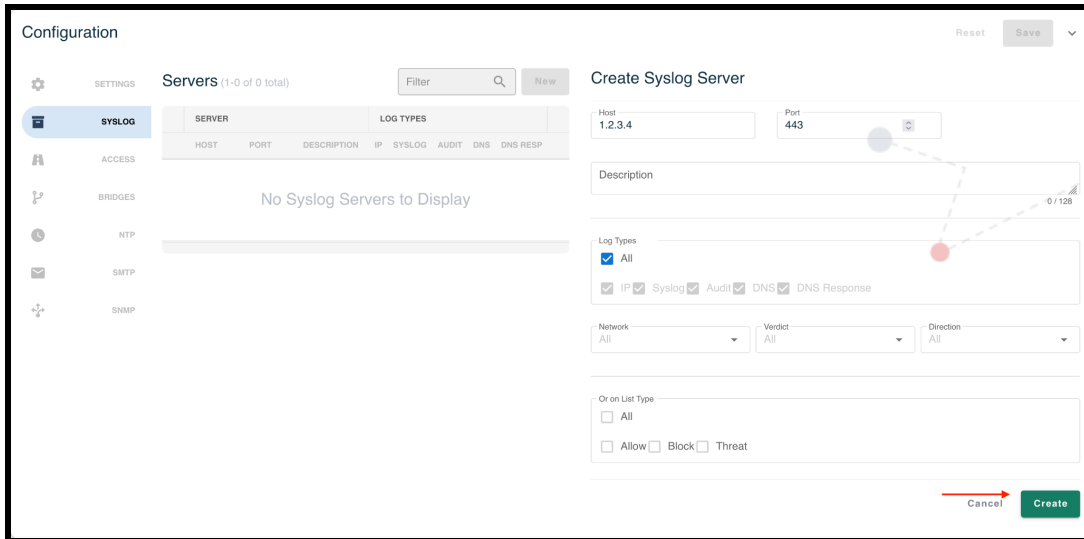 Configuration
Reset Save
SETTINGS
SYSLOG
ACCESS
BRIDGES
NTP
SMTP
SNMP
Servers (1-0 of 0 total)
Filter
New
SERVER LOG TYPES
HOST PORT DESCRIPTION IP SYSLOG AUDIT DNS DNS RESP
No Syslog Servers to Display
Create Syslog Server
Host
1.2.3.4
Port
443
Description
0 / 128
Log Types
All
IP Syslog Audit DNS DNS Response
Network
All
Verdict
All
Direction
All
Or on List Type
All
Allow Block Threat
Cancel Create